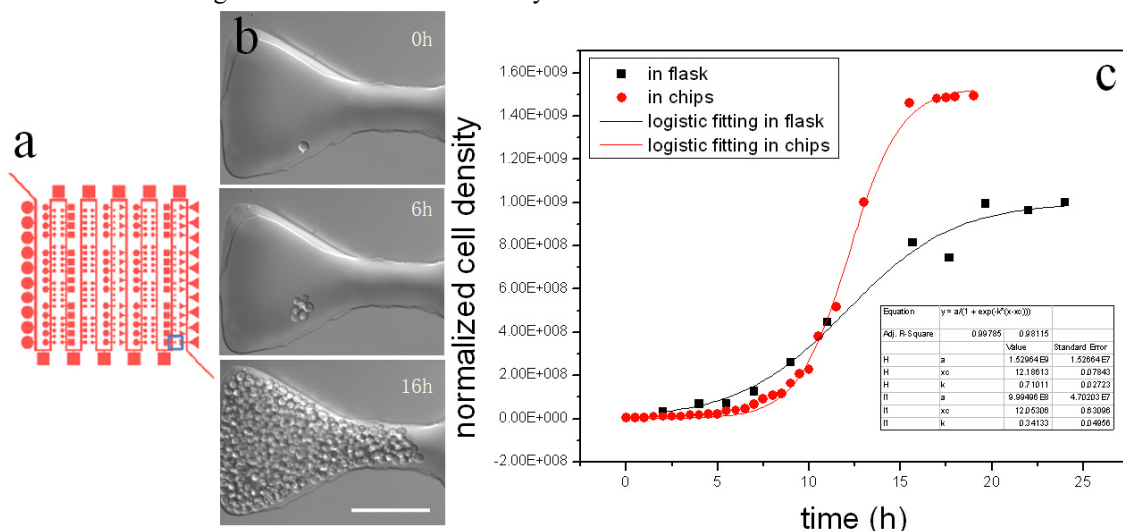 a
b
0h
6h
16h
c
normalized cell density
1.60E+009
1.40E+009
1.20E+009
1.00E+009
8.00E+008
6.00E+008
4.00E+008
2.00E+008
0.00E+000
-2.00E+008
in flask
in chips
logistic fitting in flask
logistic fitting in chips
Equation y = a/(1 + exp(-k*(x-xc)))
Adj. R-Square 0.99785 0.98115
Value Standard Error
H a 1.52964E9 1.52664E7
H xc 12.18613 0.07843
H k 0.71011 0.02723
I1 a 9.99496E8 4.70203E7
I1 xc 12.05306 0.63096
I1 k 0.34133 0.04956
0 5 10 15 20 25
time (h)